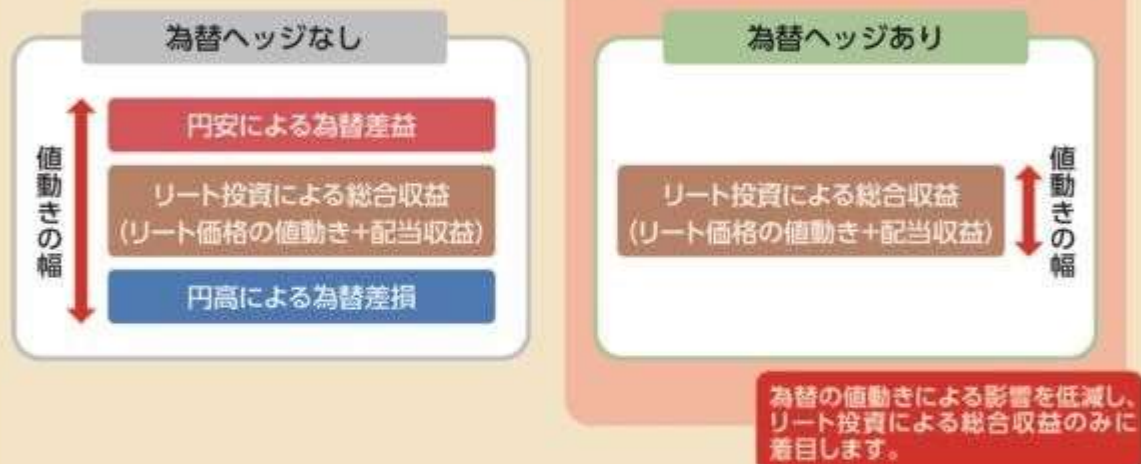 為替ヘッジなし
値動きの幅
円安による為替差益
リート投資による総合収益
(リート価格の値動き+配当収益)
円高による為替差損
為替ヘッジあり
リート投資による総合収益
(リート価格の値動き+配当収益)
値動きの幅
為替の値動きによる影響を低減し、
リート投資による総合収益のみに
着目します。